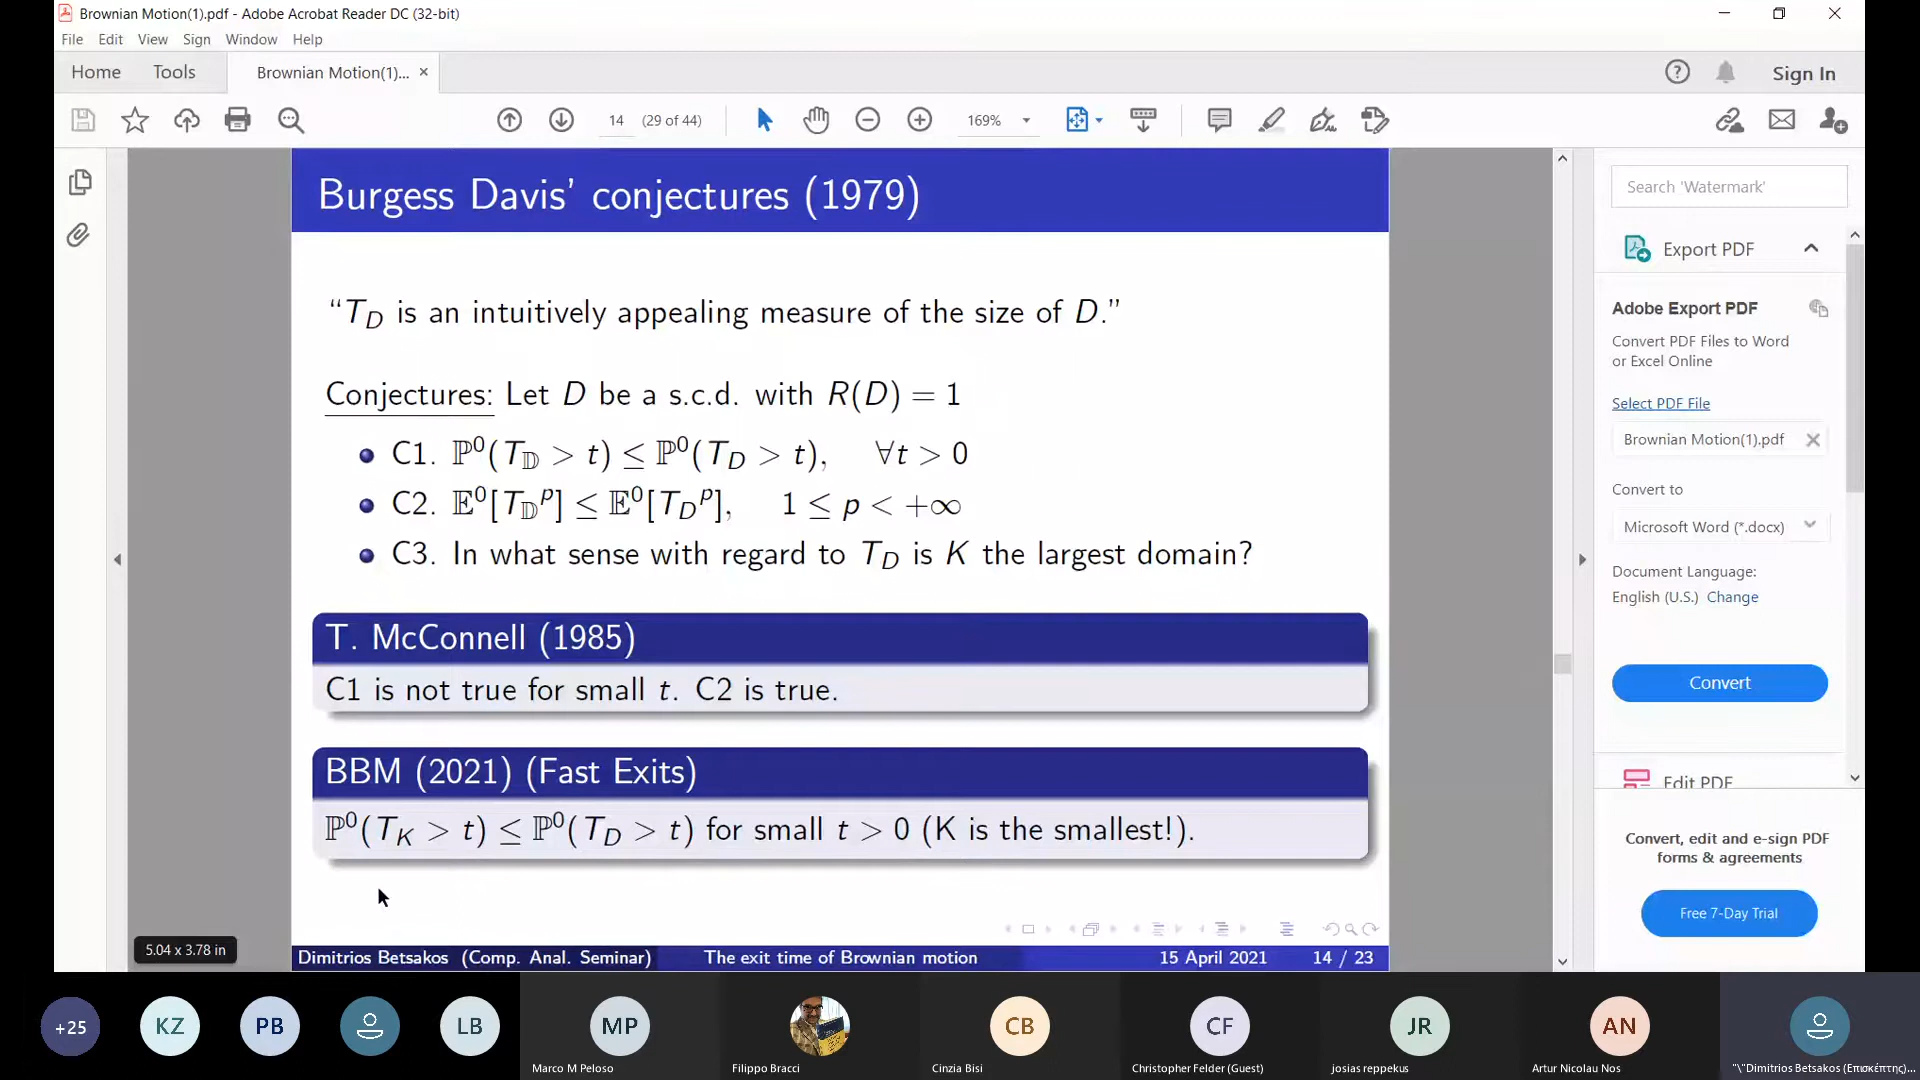 Brownian Motion(1).pdf - Adobe Acrobat Reader DC (32-bit)
File Edit View Sign Window Help
Home Tools Brownian Motion(1)... × Sign In
14 (29 of 44) 169%
Burgess Davis' conjectures (1979)
“T_D is an intuitively appealing measure of the size of D.”
Conjectures: Let D be a s.c.d. with R(D) = 1
• C1. ℙ⁰(T_𝔻 > t) ≤ ℙ⁰(T_D > t), ∀t > 0
• C2. 𝔼⁰[T_𝔻^p] ≤ 𝔼⁰[T_D^p], 1 ≤ p < +∞
• C3. In what sense with regard to T_D is K the largest domain?
T. McConnell (1985)
C1 is not true for small t. C2 is true.
BBM (2021) (Fast Exits)
ℙ⁰(T_K > t) ≤ ℙ⁰(T_D > t) for small t > 0 (K is the smallest!).
5.04 x 3.78 in
Dimitrios Betsakos (Comp. Anal. Seminar) The exit time of Brownian motion 15 April 2021 14 / 23
Search 'Watermark'
Export PDF
Adobe Export PDF
Convert PDF Files to Word
or Excel Online
Select PDF File
Brownian Motion(1).pdf ×
Convert to
Microsoft Word (*.docx)
Document Language:
English (U.S.) Change
Convert
Edit PDF
Convert, edit and e-sign PDF
forms & agreements
Free 7-Day Trial
+25 KZ PB LB MP CB CF JR AN
Marco M Peloso Filippo Bracci Cinzia Bisi Christopher Felder (Guest) josias reppekus Artur Nicolau Nos "\"Dimitrios Betsakos (Επισκέπτης)...